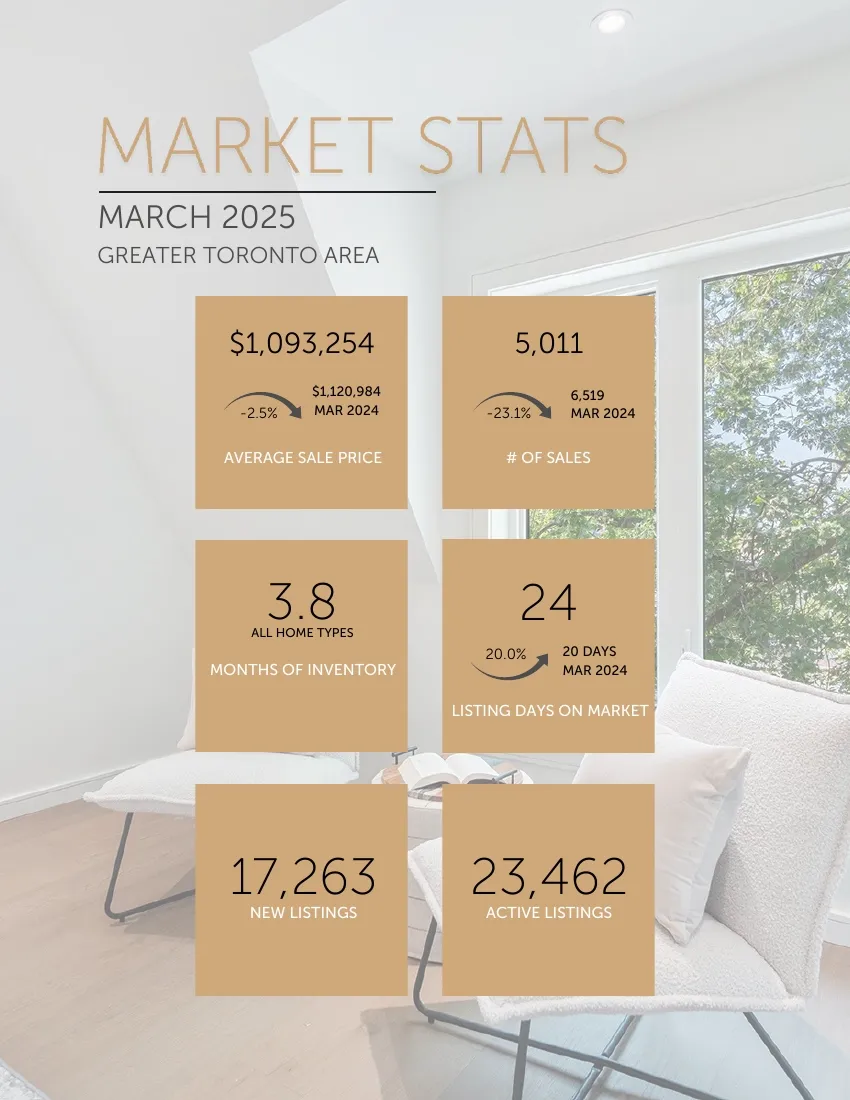 MARKET STATS
MARCH 2025
GREATER TORONTO AREA
$1,093,254
-2.5%
$1,120,984
MAR 2024
AVERAGE SALE PRICE
5,011
-23.1%
6,519
MAR 2024
# OF SALES
3.8
ALL HOME TYPES
MONTHS OF INVENTORY
24
20.0%
20 DAYS
MAR 2024
LISTING DAYS ON MARKET
17,263
NEW LISTINGS
23,462
ACTIVE LISTINGS